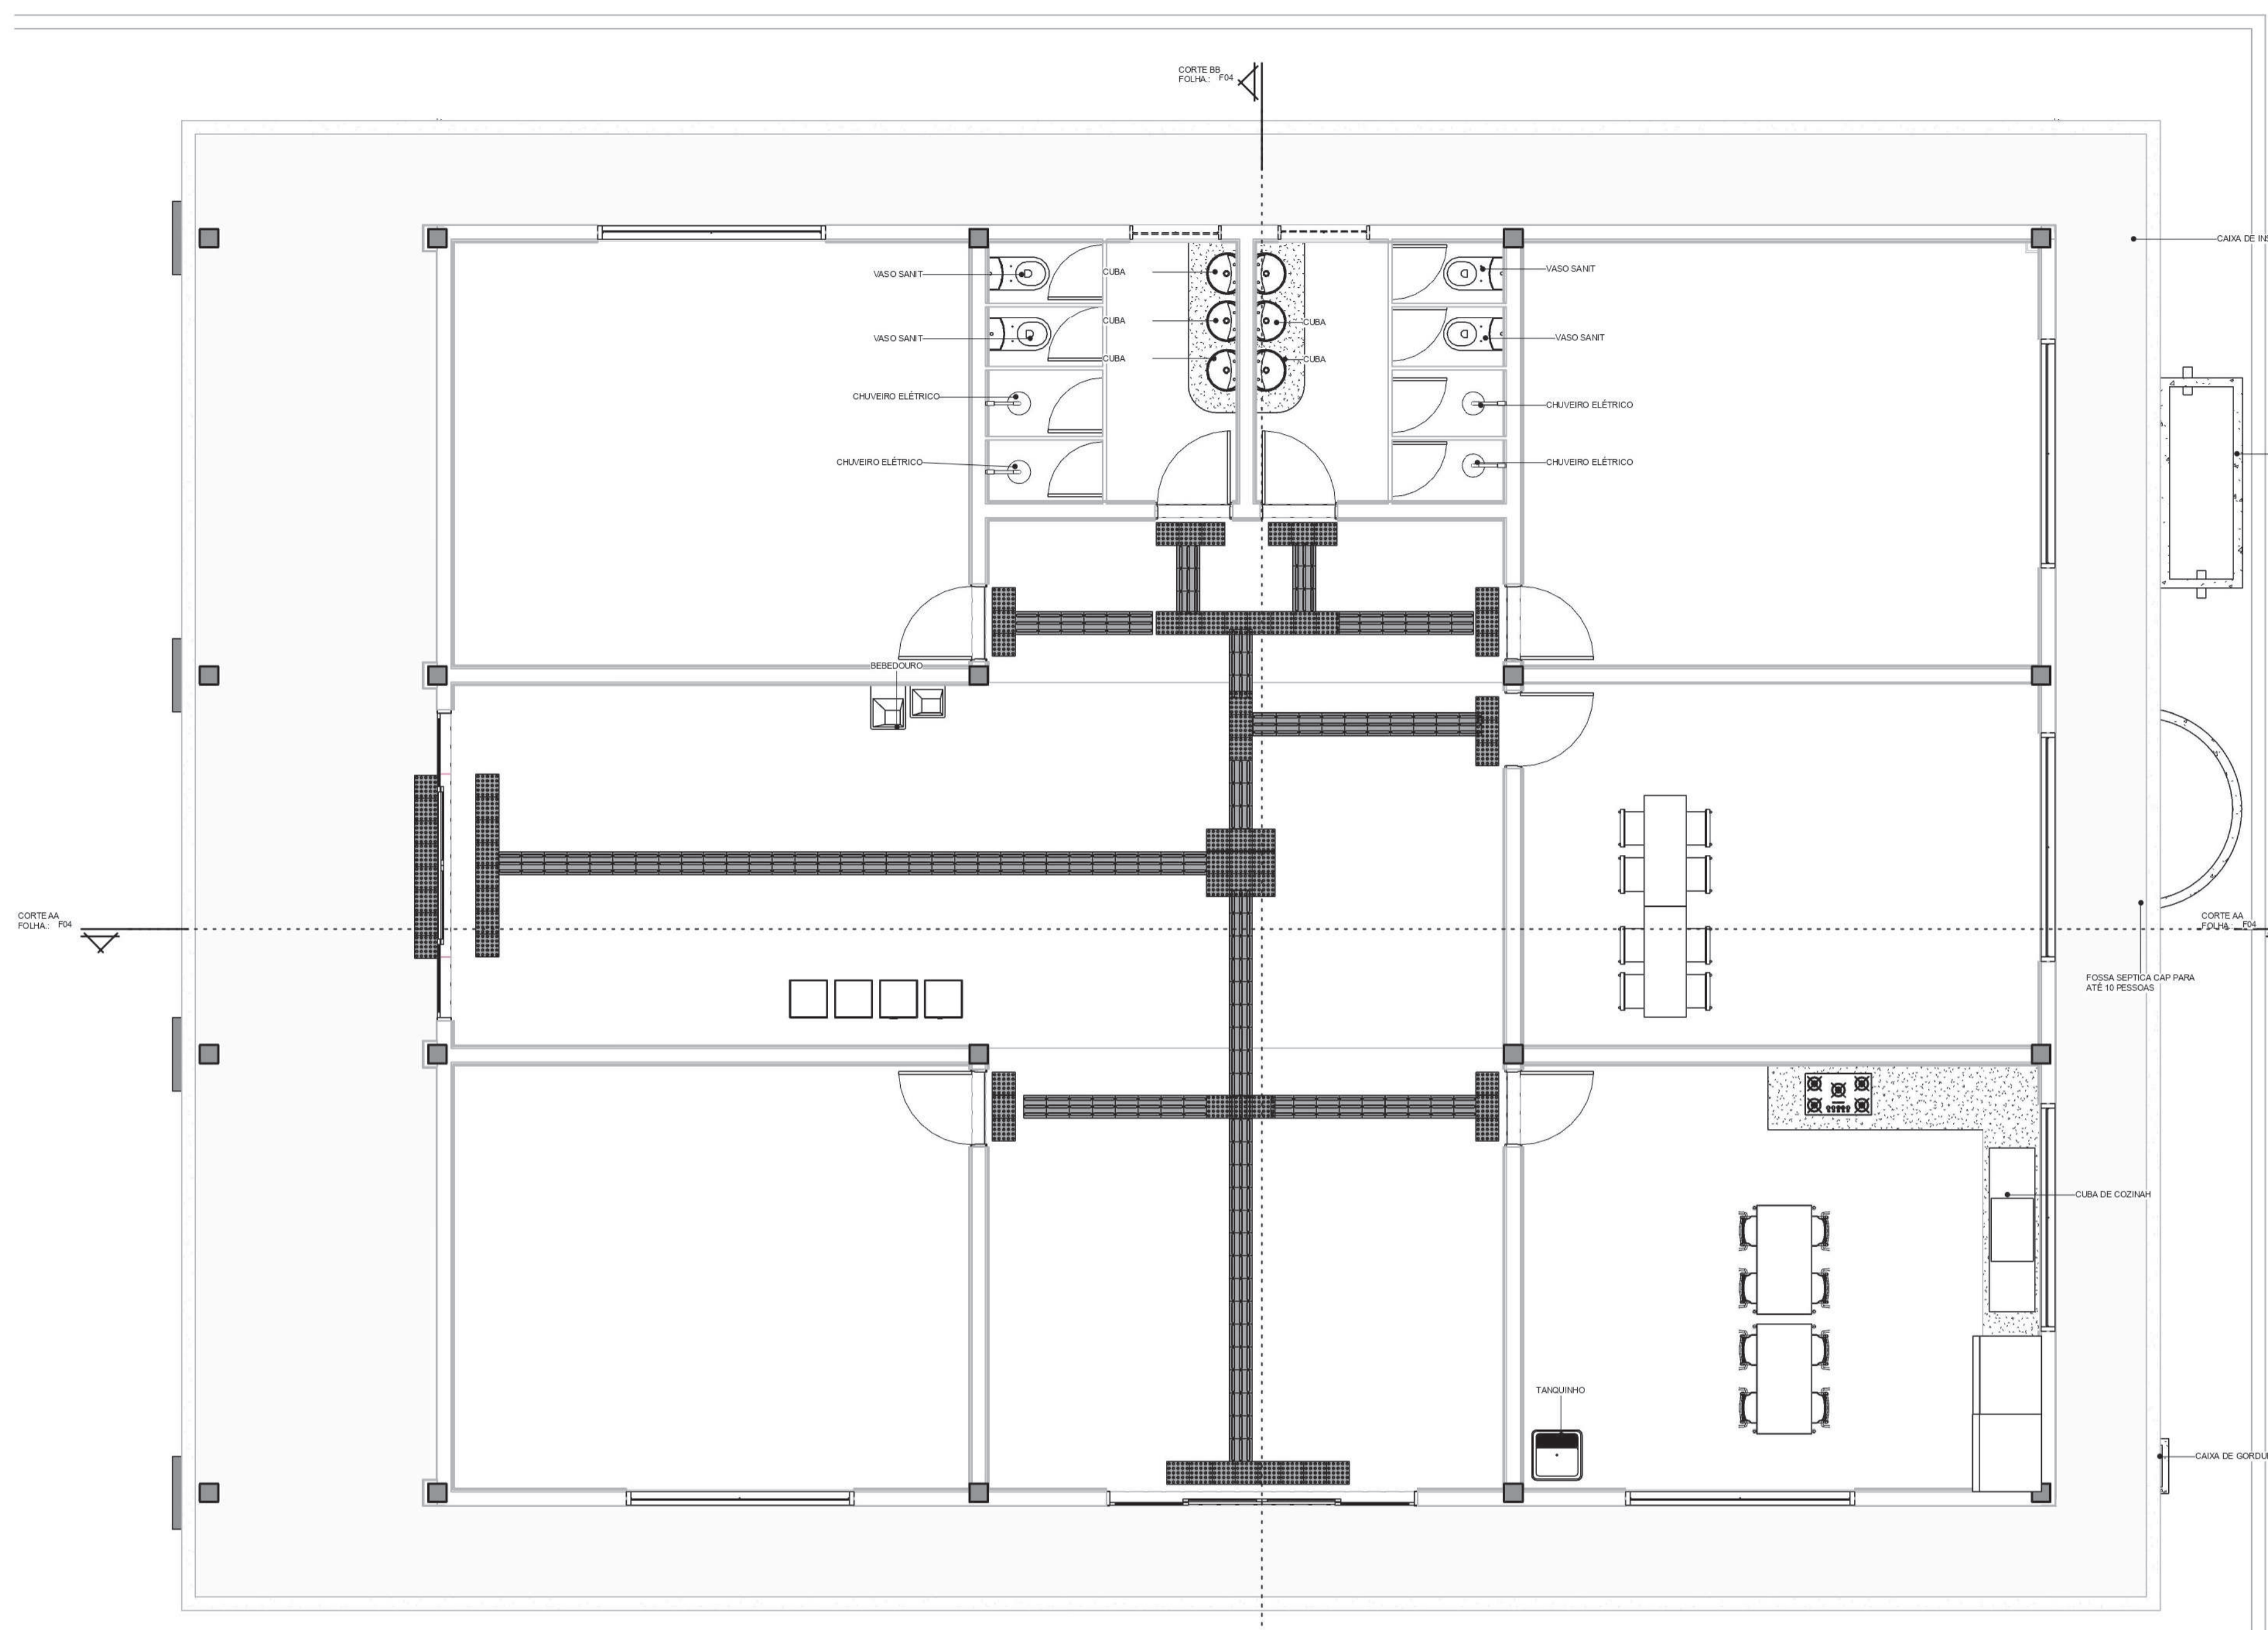 CORTE BB
FOLHA.: F04
CAIXA DE INS
VASO SANIT
CUBA
VASO SANIT
VASO SANIT
CUBA
CUBA
VASO SANIT
CUBA
CUBA
CHUVEIRO ELÉTRICO
CHUVEIRO ELÉTRICO
CHUVEIRO ELÉTRICO
CHUVEIRO ELÉTRICO
BEBEDOURO
CORTE AA
FOLHA.: F04
CORTE AA
FOLHA.: F04
FOSSA SEPTICA CAP PARA
ATÉ 10 PESSOAS
CUBA DE COZINAH
TANQUINHO
CAIXA DE GORDU